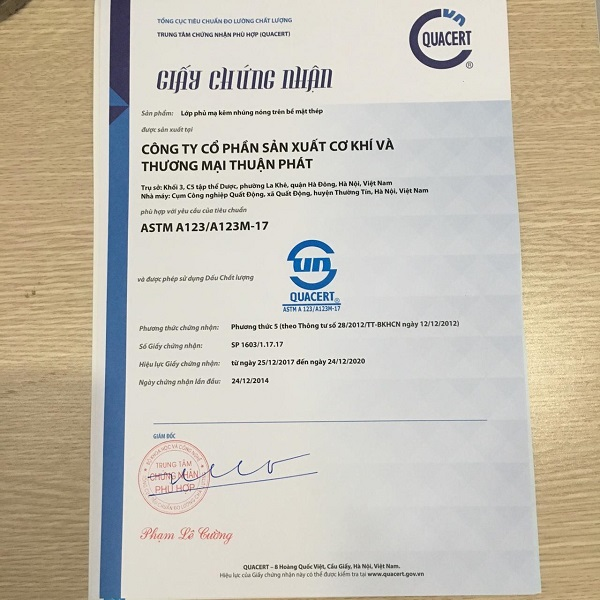 TỔNG CỤC TIÊU CHUẨN ĐO LƯỜNG CHẤT LƯỢNG
TRUNG TÂM CHỨNG NHẬN PHÙ HỢP (QUACERT)
QUACERT
®
GIẤY CHỨNG NHẬN
Sản phẩm: Lớp phủ mạ kẽm nhúng nóng trên bề mặt thép
được sản xuất tại
CÔNG TY CỔ PHẦN SẢN XUẤT CƠ KHÍ VÀ
THƯƠNG MẠI THUẬN PHÁT
Trụ sở: Khối 3, C5 tập thể Dược, phường La Khê, quận Hà Đông, Hà Nội, Việt Nam
Nhà máy: Cụm Công nghiệp Quất Động, xã Quất Động, huyện Thường Tín, Hà Nội, Việt Nam
phù hợp với yêu cầu của tiêu chuẩn
ASTM A123/A123M-17
và được phép sử dụng Dấu Chất lượng
QUACERT®
ASTM A 123/A123M-17
Phương thức chứng nhận: Phương thức 5 (theo Thông tư số 28/2012/TT-BKHCN ngày 12/12/2012)
Số Giấy chứng nhận: SP 1603/1.17.17
Hiệu lực Giấy chứng nhận: từ ngày 25/12/2017 đến ngày 24/12/2020
Ngày chứng nhận lần đầu: 24/12/2014
GIÁM ĐỐC
TRUNG TÂM
CHỨNG NHẬN
PHÙ HỢP
Phạm Lê Cường
QUACERT – 8 Hoàng Quốc Việt, Cầu Giấy, Hà Nội, Việt Nam.
Hiệu lực của Giấy chứng nhận này có thể được kiểm tra tại www.quacert.gov.vn